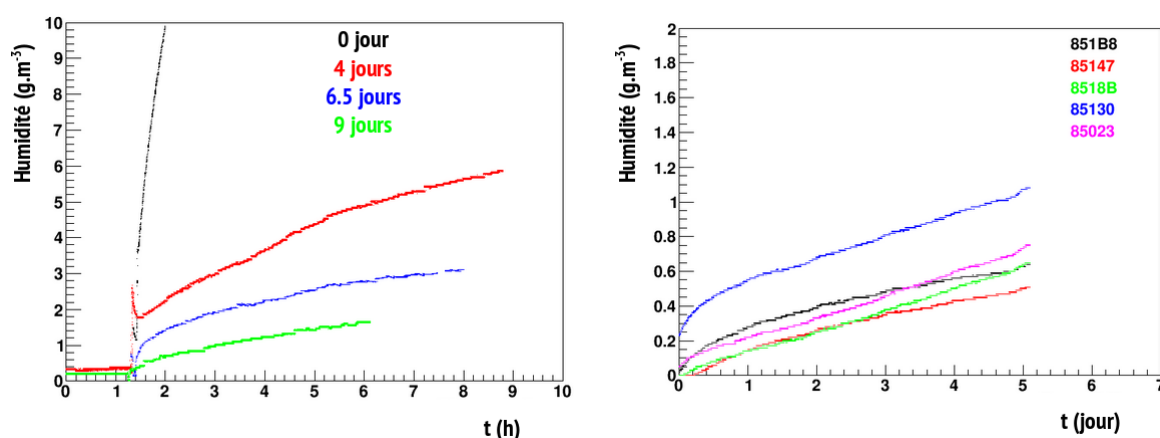 Humidité (g.m⁻³)
10
9
8
7
6
5
4
3
2
1
0
0 jour
4 jours
6.5 jours
9 jours
0 1 2 3 4 5 6 7 8 9 10
t (h)
Humidité (g.m⁻³)
2
1.8
1.6
1.4
1.2
1
0.8
0.6
0.4
0.2
0
851B8
85147
8518B
85130
85023
0 1 2 3 4 5 6 7
t (jour)